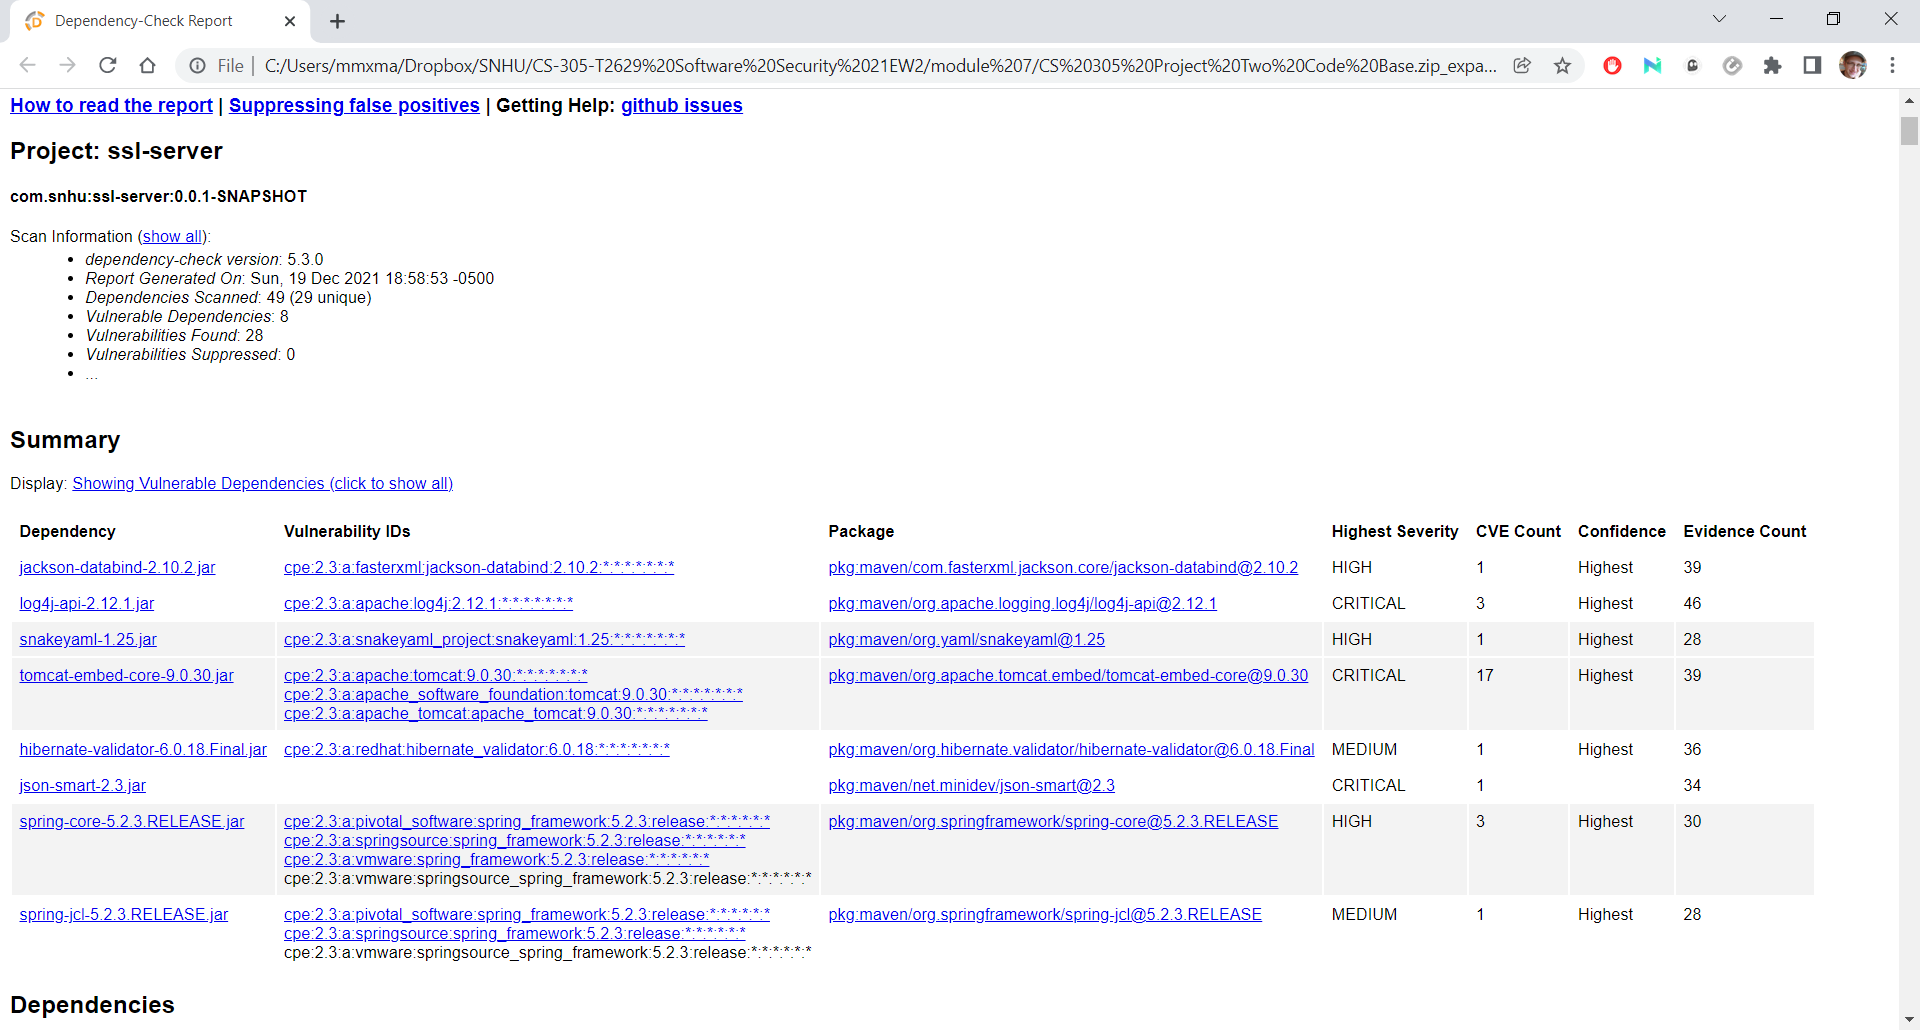 Dependency-Check Report
File | C:/Users/mmxma/Dropbox/SNHU/CS-305-T2629%20Software%20Security%2021EW2/module%207/CS%20305%20Project%20Two%20Code%20Base.zip_expa...
How to read the report | Suppressing false positives | Getting Help: github issues
Project: ssl-server
com.snhu:ssl-server:0.0.1-SNAPSHOT
Scan Information (show all):
• dependency-check version: 5.3.0
• Report Generated On: Sun, 19 Dec 2021 18:58:53 -0500
• Dependencies Scanned: 49 (29 unique)
• Vulnerable Dependencies: 8
• Vulnerabilities Found: 28
• Vulnerabilities Suppressed: 0
• ...
Summary
Display: Showing Vulnerable Dependencies (click to show all)
Dependency Vulnerability IDs Package Highest Severity CVE Count Confidence Evidence Count
jackson-databind-2.10.2.jar cpe:2.3:a:fasterxml:jackson-databind:2.10.2:*:*:*:*:*:*:* pkg:maven/com.fasterxml.jackson.core/jackson-databind@2.10.2 HIGH 1 Highest 39
log4j-api-2.12.1.jar cpe:2.3:a:apache:log4j:2.12.1:*:*:*:*:*:*:* pkg:maven/org.apache.logging.log4j/log4j-api@2.12.1 CRITICAL 3 Highest 46
snakeyaml-1.25.jar cpe:2.3:a:snakeyaml_project:snakeyaml:1.25:*:*:*:*:*:*:* pkg:maven/org.yaml/snakeyaml@1.25 HIGH 1 Highest 28
tomcat-embed-core-9.0.30.jar cpe:2.3:a:apache:tomcat:9.0.30:*:*:*:*:*:*:* pkg:maven/org.apache.tomcat.embed/tomcat-embed-core@9.0.30 CRITICAL 17 Highest 39
cpe:2.3:a:apache_software_foundation:tomcat:9.0.30:*:*:*:*:*:*:*
cpe:2.3:a:apache_tomcat:apache_tomcat:9.0.30:*:*:*:*:*:*:*
hibernate-validator-6.0.18.Final.jar cpe:2.3:a:redhat:hibernate_validator:6.0.18:*:*:*:*:*:*:* pkg:maven/org.hibernate.validator/hibernate-validator@6.0.18.Final MEDIUM 1 Highest 36
json-smart-2.3.jar pkg:maven/net.minidev/json-smart@2.3 CRITICAL 1 34
spring-core-5.2.3.RELEASE.jar cpe:2.3:a:pivotal_software:spring_framework:5.2.3:release:*:*:*:*:*:* pkg:maven/org.springframework/spring-core@5.2.3.RELEASE HIGH 3 Highest 30
cpe:2.3:a:springsource:spring_framework:5.2.3:release:*:*:*:*:*:*
cpe:2.3:a:vmware:spring_framework:5.2.3:release:*:*:*:*:*:*
cpe:2.3:a:vmware:springsource_spring_framework:5.2.3:release:*:*:*:*:*:*
spring-jcl-5.2.3.RELEASE.jar cpe:2.3:a:pivotal_software:spring_framework:5.2.3:release:*:*:*:*:*:* pkg:maven/org.springframework/spring-jcl@5.2.3.RELEASE MEDIUM 1 Highest 28
cpe:2.3:a:springsource:spring_framework:5.2.3:release:*:*:*:*:*:*
cpe:2.3:a:vmware:springsource_spring_framework:5.2.3:release:*:*:*:*:*:*
Dependencies